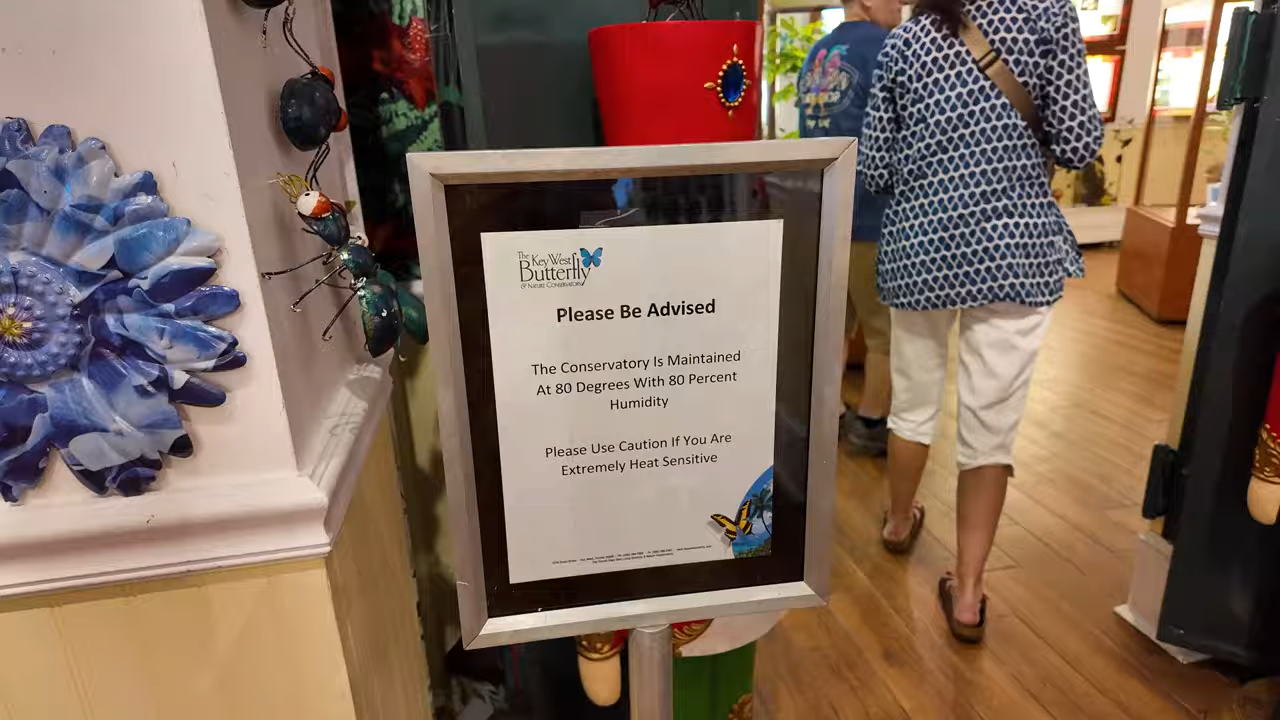 The Key West
Butterfly
& Nature Conservatory
Please Be Advised
The Conservatory Is Maintained
At 80 Degrees With 80 Percent
Humidity
Please Use Caution If You Are
Extremely Heat Sensitive